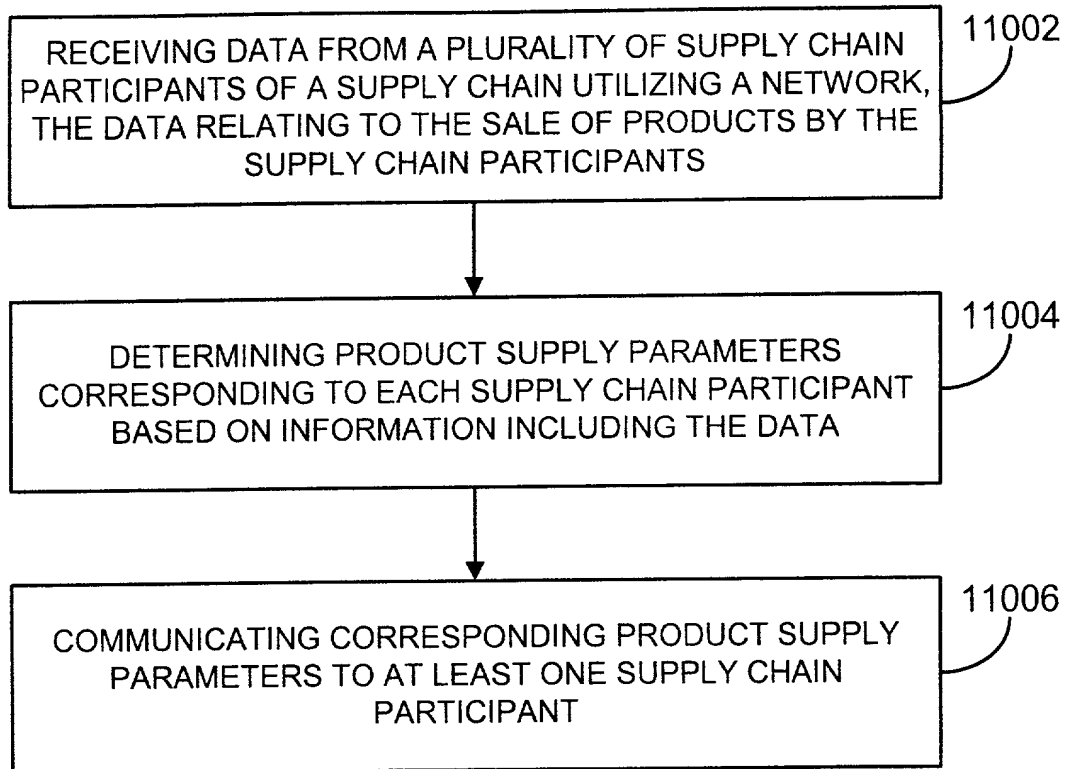 RECEIVING DATA FROM A PLURALITY OF SUPPLY CHAIN
PARTICIPANTS OF A SUPPLY CHAIN UTILIZING A NETWORK,
THE DATA RELATING TO THE SALE OF PRODUCTS BY THE
SUPPLY CHAIN PARTICIPANTS
11002
DETERMINING PRODUCT SUPPLY PARAMETERS
CORRESPONDING TO EACH SUPPLY CHAIN PARTICIPANT
BASED ON INFORMATION INCLUDING THE DATA
11004
COMMUNICATING CORRESPONDING PRODUCT SUPPLY
PARAMETERS TO AT LEAST ONE SUPPLY CHAIN
PARTICIPANT
11006